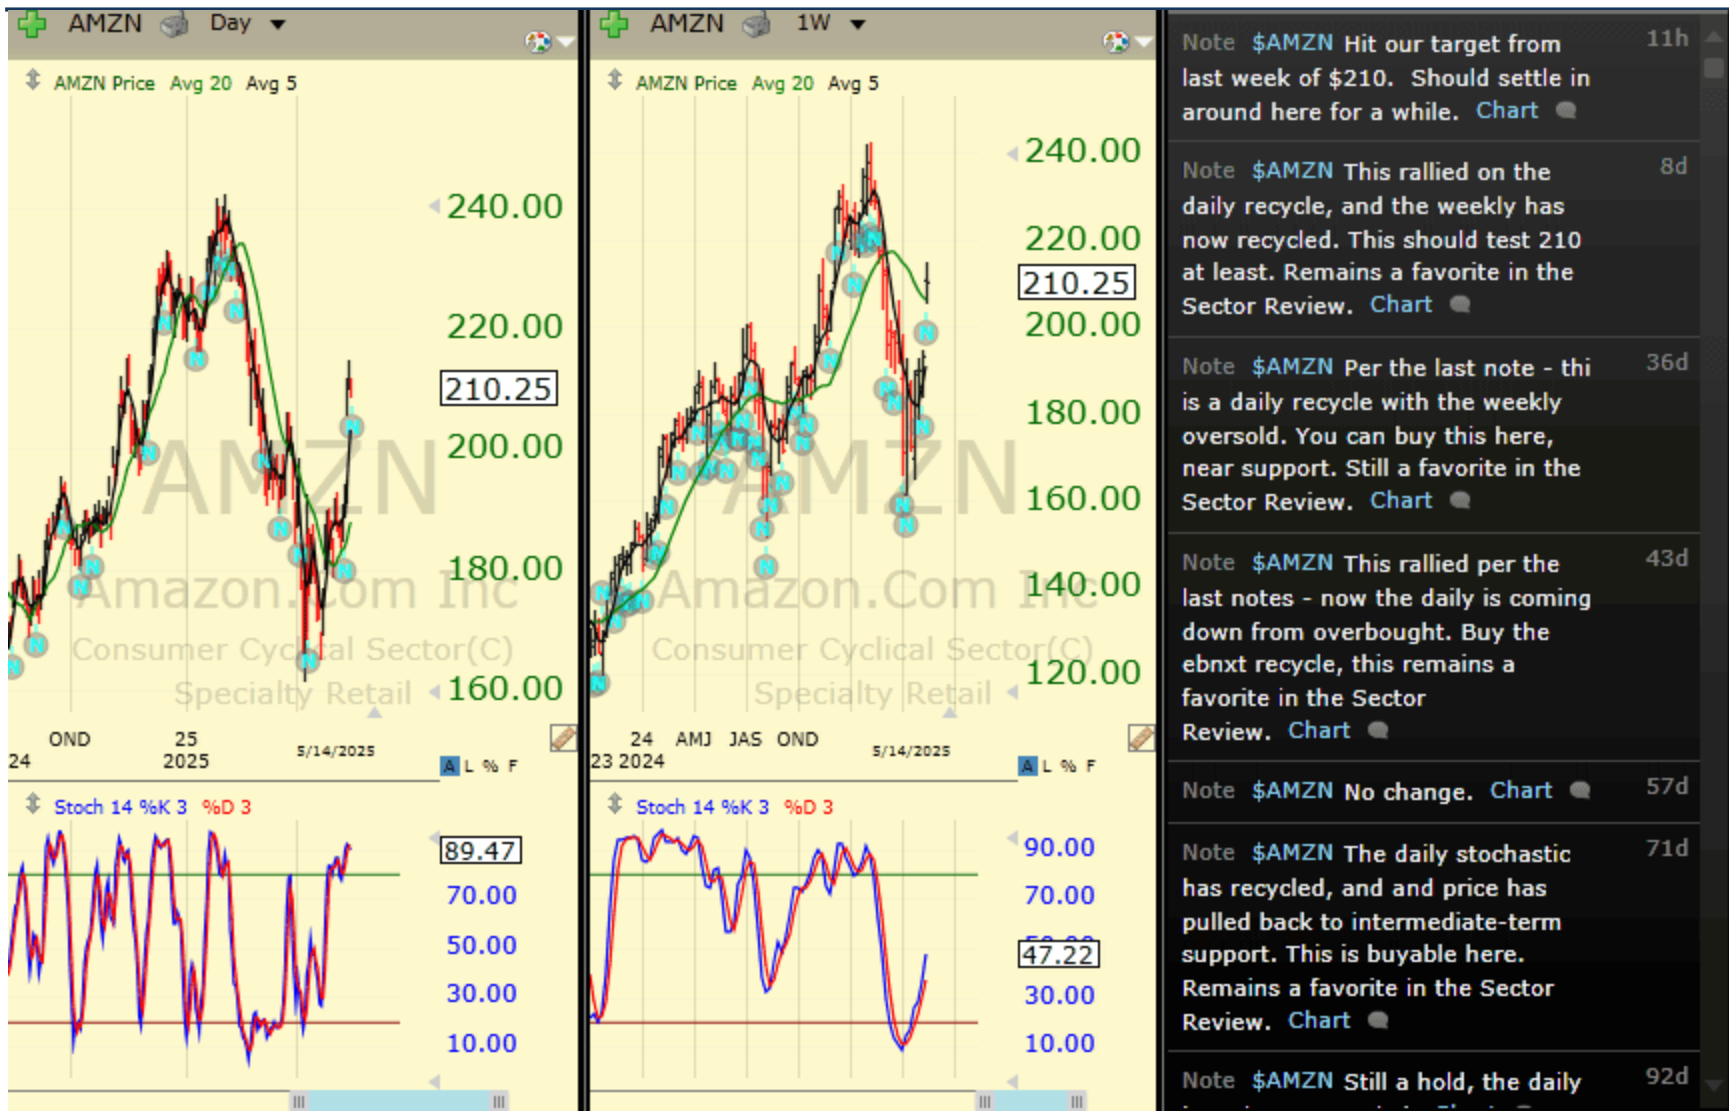 AMZN Day
AMZN Price Avg 20 Avg 5
240.00
220.00
210.25
200.00
180.00
160.00
AMZN
Amazon.Com Inc
Consumer Cyclical Sector(C)
Specialty Retail
OND 25 5/14/2025
24 2025
A L % F
Stoch 14 %K 3 %D 3
89.47
70.00
50.00
30.00
10.00
AMZN 1W
AMZN Price Avg 20 Avg 5
240.00
220.00
210.25
200.00
180.00
160.00
140.00
120.00
AMZN
Amazon.Com Inc
Consumer Cyclical Sector(C)
Specialty Retail
24 AMJ JAS OND 5/14/2025
23 2024
A L % F
Stoch 14 %K 3 %D 3
90.00
70.00
47.22
30.00
10.00
Note $AMZN Hit our target from 11h
last week of $210. Should settle in
around here for a while. Chart
Note $AMZN This rallied on the 8d
daily recycle, and the weekly has
now recycled. This should test 210
at least. Remains a favorite in the
Sector Review. Chart
Note $AMZN Per the last note - thi 36d
is a daily recycle with the weekly
oversold. You can buy this here,
near support. Still a favorite in the
Sector Review. Chart
Note $AMZN This rallied per the 43d
last notes - now the daily is coming
down from overbought. Buy the
ebnxt recycle, this remains a
favorite in the Sector
Review. Chart
Note $AMZN No change. Chart 57d
Note $AMZN The daily stochastic 71d
has recycled, and and price has
pulled back to intermediate-term
support. This is buyable here.
Remains a favorite in the Sector
Review. Chart
Note $AMZN Still a hold, the daily 92d